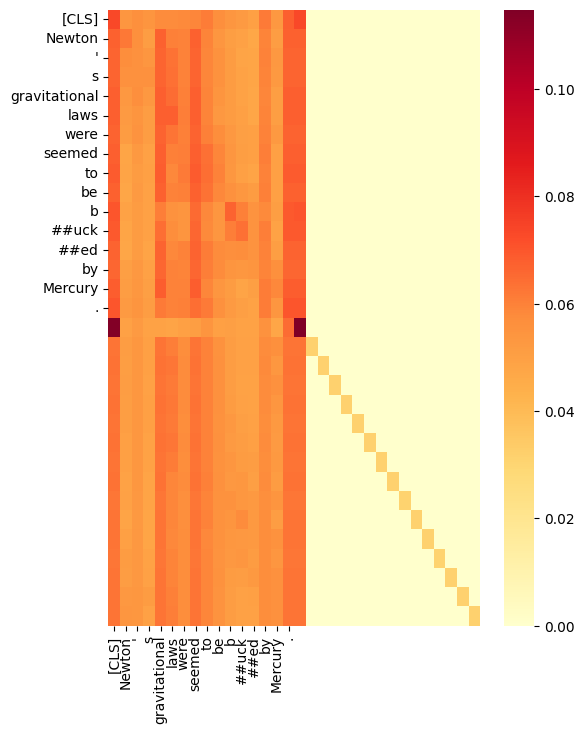 [CLS]
Newton
'
s
gravitational
laws
were
seemed
to
be
b
##uck
##ed
by
Mercury
.
0.10
0.08
0.06
0.04
0.02
0.00
[CLS]
Newton
'
s
gravitational
laws
were
seemed
to
be
b
##uck
##ed
by
Mercury
.